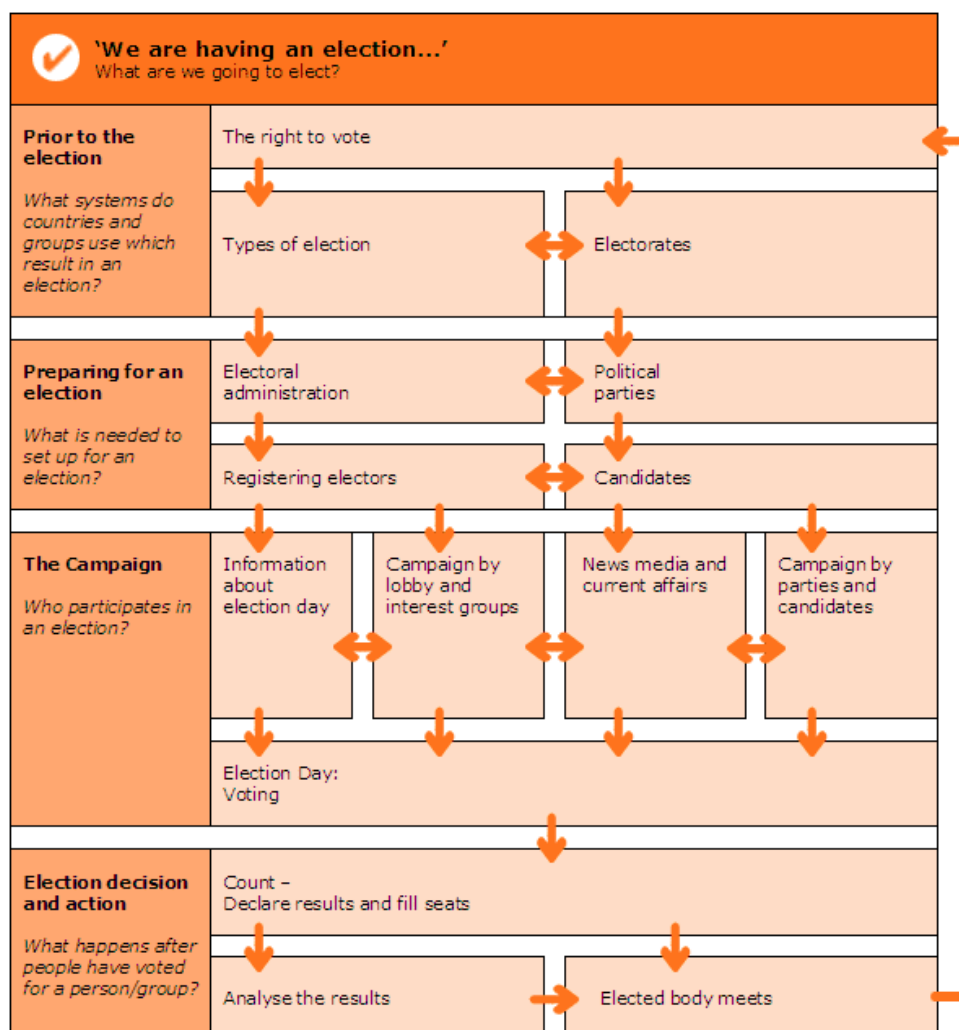 ‘We are having an election...’
What are we going to elect?
Prior to the
election
What systems do
countries and
groups use which
result in an
election?
The right to vote
Types of election
Electorates
Preparing for an
election
What is needed to
set up for an
election?
Electoral
administration
Political
parties
Registering electors
Candidates
The Campaign
Who participates in
an election?
Information
about
election day
Campaign by
lobby and
interest groups
News media and
current affairs
Campaign by
parties and
candidates
Election Day:
Voting
Election decision
and action
What happens after
people have voted
for a person/group?
Count –
Declare results and fill seats
Analyse the results
Elected body meets